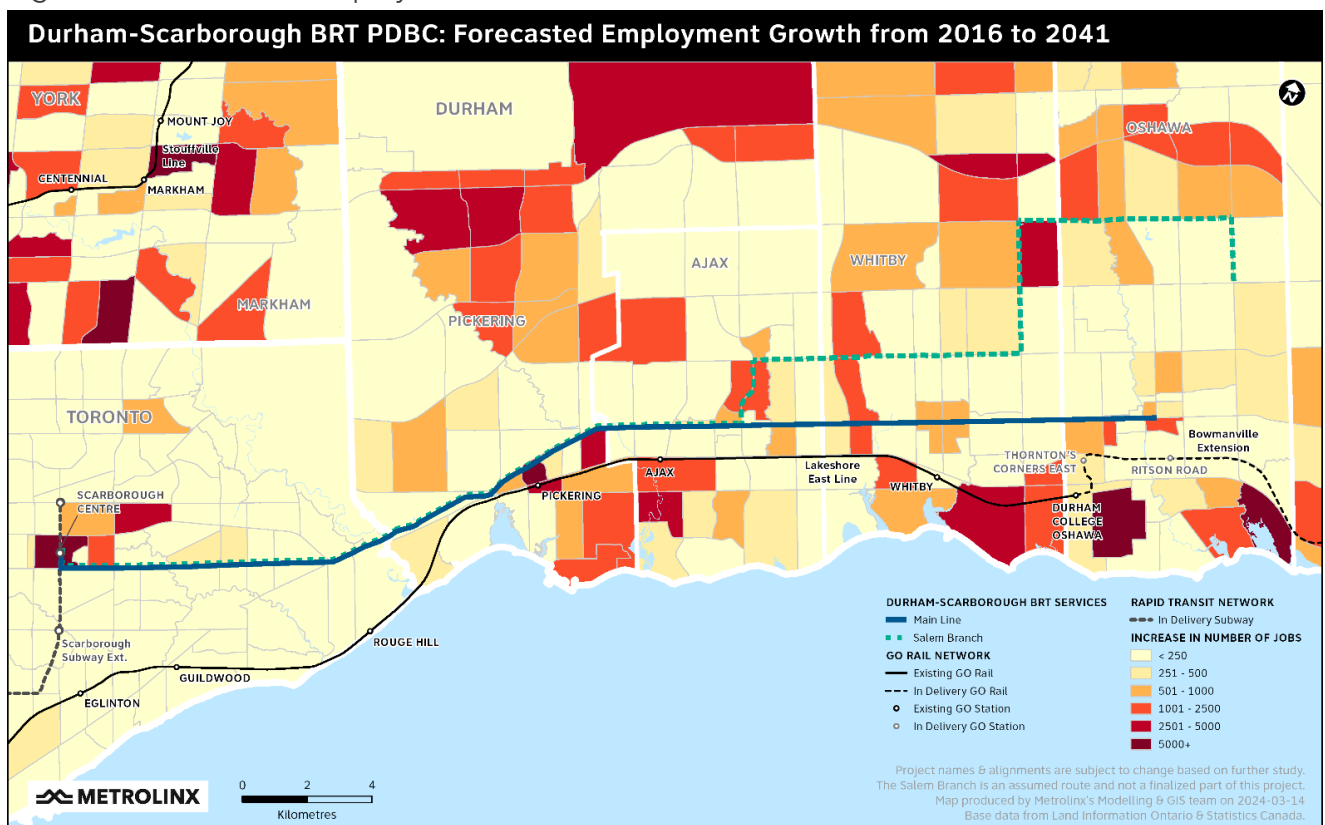 Durham-Scarborough BRT PDBC: Forecasted Employment Growth from 2016 to 2041
N
YORK
MOUNT JOY
Stouffville
Line
CENTENNIAL
MARKHAM
DURHAM
OSHAWA
MARKHAM
AJAX
WHITBY
PICKERING
TORONTO
SCARBOROUGH
CENTRE
Scarborough
Subway Ext.
GUILDWOOD
EGLINTON
ROUGE HILL
PICKERING
AJAX
Lakeshore
East Line
WHITBY
THORNTON'S
CORNERS EAST
Bowmanville
Extension
RITSON ROAD
DURHAM
COLLEGE
OSHAWA
DURHAM-SCARBOROUGH BRT SERVICES
Main Line
Salem Branch
GO RAIL NETWORK
Existing GO Rail
In Delivery GO Rail
Existing GO Station
In Delivery GO Station
RAPID TRANSIT NETWORK
In Delivery Subway
INCREASE IN NUMBER OF JOBS
< 250
251 - 500
501 - 1000
1001 - 2500
2501 - 5000
5000+
METROLINX
0 2 4
Kilometres
Project names & alignments are subject to change based on further study.
The Salem Branch is an assumed route and not a finalized part of this project.
Map produced by Metrolinx's Modelling & GIS team on 2024-03-14
Base data from Land Information Ontario & Statistics Canada.